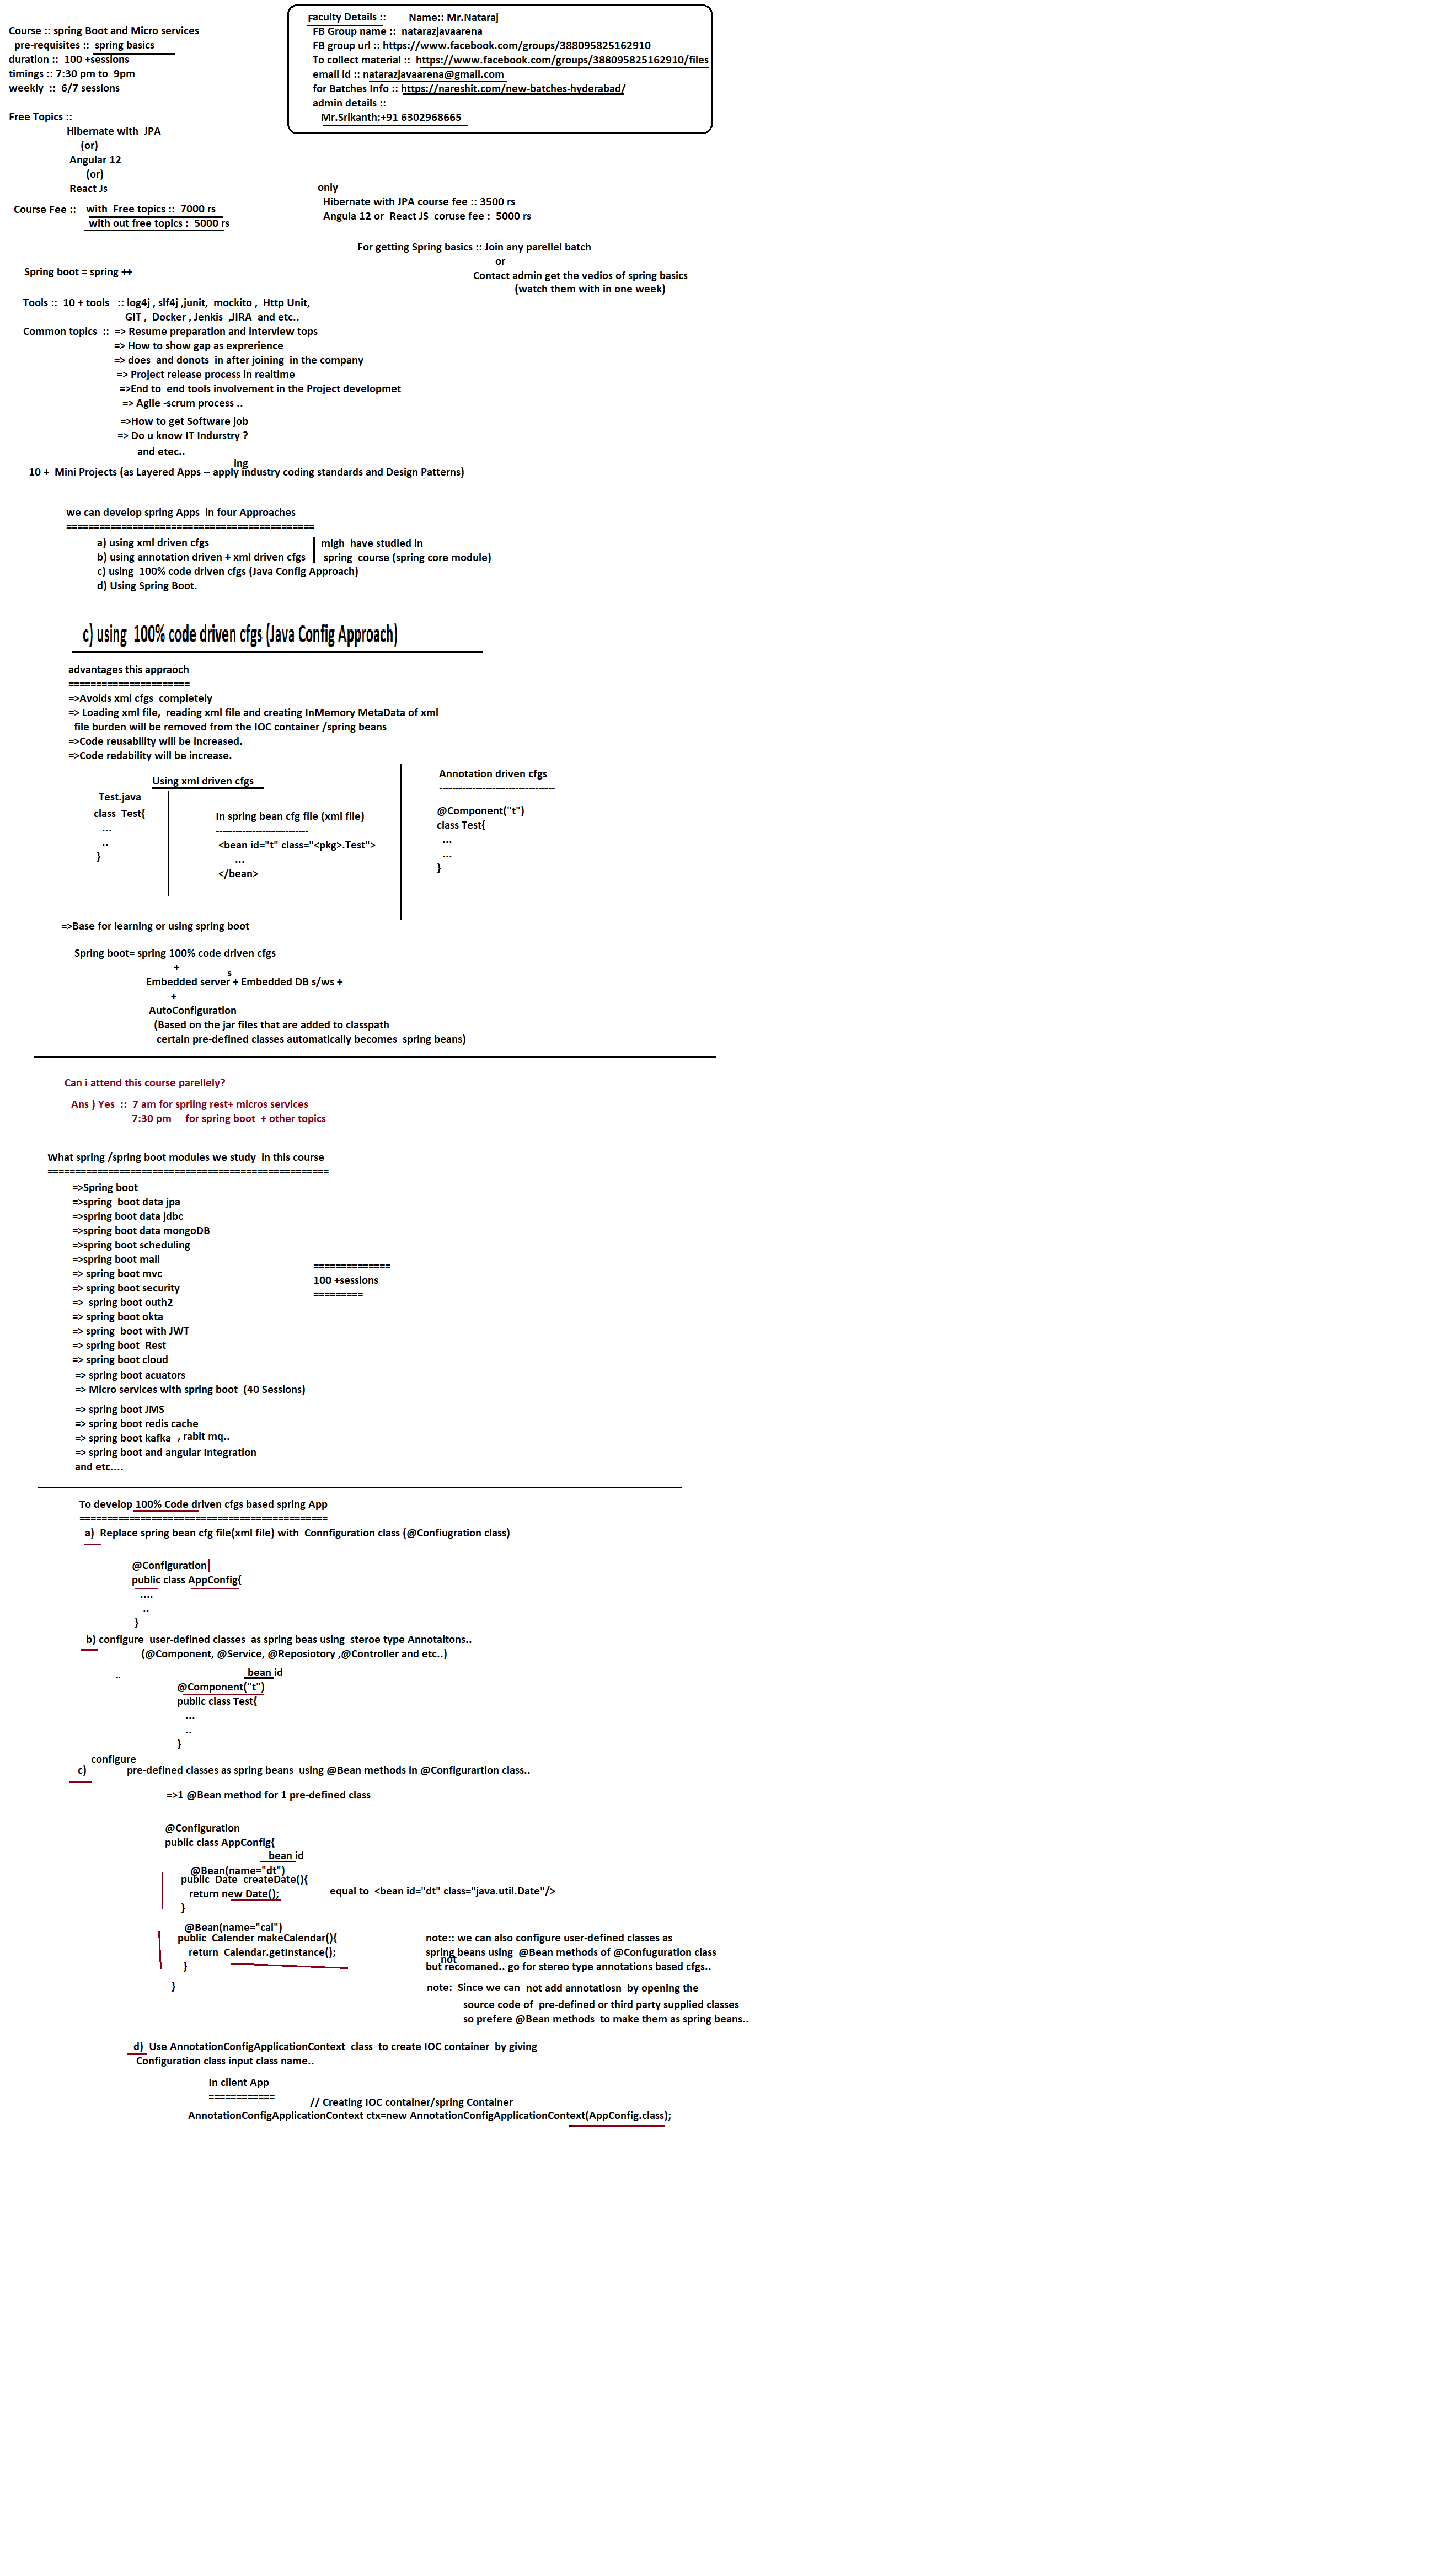 Course :: spring Boot and Micro services
pre-requisites :: spring basics
duration :: 100 +sessions
timings :: 7:30 pm to 9pm
weekly :: 6/7 sessions
Faculty Details :: Name:: Mr.Nataraj
FB Group name :: natarazjavaarena
FB group url :: https://www.facebook.com/groups/388095825162910
To collect material :: https://www.facebook.com/groups/388095825162910/files
email id :: natarazjavaarena@gmail.com
for Batches Info :: https://nareshit.com/new-batches-hyderabad/
admin details ::
Mr.Srikanth:+91 6302968665
Free Topics ::
Hibernate with JPA
(or)
Angular 12
(or)
React Js
Course Fee :: with Free topics :: 7000 rs
with out free topics : 5000 rs
only
Hibernate with JPA course fee :: 3500 rs
Angula 12 or React JS coruse fee : 5000 rs
For getting Spring basics :: Join any parellel batch
or
Contact admin get the vedios of spring basics
(watch them with in one week)
Spring boot = spring ++
Tools :: 10 + tools :: log4j , slf4j ,junit, mockito , Http Unit,
GIT , Docker , Jenkis ,JIRA and etc..
Common topics :: => Resume preparation and interview tops
=> How to show gap as exprerience
=> does and donots in after joining in the company
=> Project release process in realtime
=>End to end tools involvement in the Project developmet
=> Agile -scrum process ..
=>How to get Software job
=> Do u know IT Indurstry ?
and etec..
ing
10 + Mini Projects (as Layered Apps -- apply industry coding standards and Design Patterns)
we can develop spring Apps in four Approaches
=============================================
a) using xml driven cfgs
b) using annotation driven + xml driven cfgs
migh have studied in
spring course (spring core module)
c) using 100% code driven cfgs (Java Config Approach)
d) Using Spring Boot.
c) using 100% code driven cfgs (Java Config Approach)
advantages this appraoch
======================
=>Avoids xml cfgs completely
=> Loading xml file, reading xml file and creating InMemory MetaData of xml
file burden will be removed from the IOC container /spring beans
=>Code reusability will be increased.
=>Code redability will be increase.
Using xml driven cfgs
Test.java
class Test{
...
..
}
In spring bean cfg file (xml file)
----------------------------
<bean id="t" class="<pkg>.Test">
...
</bean>
Annotation driven cfgs
-----------------------------------
@Component("t")
class Test{
...
...
}
=>Base for learning or using spring boot
Spring boot= spring 100% code driven cfgs
+
s
Embedded server + Embedded DB s/ws +
+
AutoConfiguration
(Based on the jar files that are added to classpath
certain pre-defined classes automatically becomes spring beans)
Can i attend this course parellely?
Ans ) Yes :: 7 am for spriing rest+ micros services
7:30 pm for spring boot + other topics
What spring /spring boot modules we study in this course
===================================================
=>Spring boot
=>spring boot data jpa
=>spring boot data jdbc
=>spring boot data mongoDB
=>spring boot scheduling
=>spring boot mail
=> spring boot mvc
=> spring boot security
=> spring boot outh2
=> spring boot okta
=> spring boot with JWT
=> spring boot Rest
=> spring boot cloud
=> spring boot acuators
=> Micro services with spring boot (40 Sessions)
==============
100 +sessions
=========
=> spring boot JMS
=> spring boot redis cache
=> spring boot kafka , rabit mq..
=> spring boot and angular Integration
and etc....
To develop 100% Code driven cfgs based spring App
=============================================
a) Replace spring bean cfg file(xml file) with Connfiguration class (@Confiugration class)
@Configuration
public class AppConfig{
....
..
}
b) configure user-defined classes as spring beas using steroe type Annotaitons..
(@Component, @Service, @Reposiotory ,@Controller and etc..)
..
bean id
@Component("t")
public class Test{
...
..
}
configure
c) pre-defined classes as spring beans using @Bean methods in @Configurartion class..
=>1 @Bean method for 1 pre-defined class
@Configuration
public class AppConfig{
bean id
@Bean(name="dt")
public Date createDate(){
return new Date();
}
equal to <bean id="dt" class="java.util.Date"/>
@Bean(name="cal")
public Calender makeCalendar(){
return Calendar.getInstance();
}
}
note:: we can also configure user-defined classes as
spring beans using @Bean methods of @Confuguration class
not
but recomaned.. go for stereo type annotations based cfgs..
note: Since we can not add annotatiosn by opening the
source code of pre-defined or third party supplied classes
so prefere @Bean methods to make them as spring beans..
d) Use AnnotationConfigApplicationContext class to create IOC container by giving
Configuration class input class name..
In client App
============
// Creating IOC container/spring Container
AnnotationConfigApplicationContext ctx=new AnnotationConfigApplicationContext(AppConfig.class);